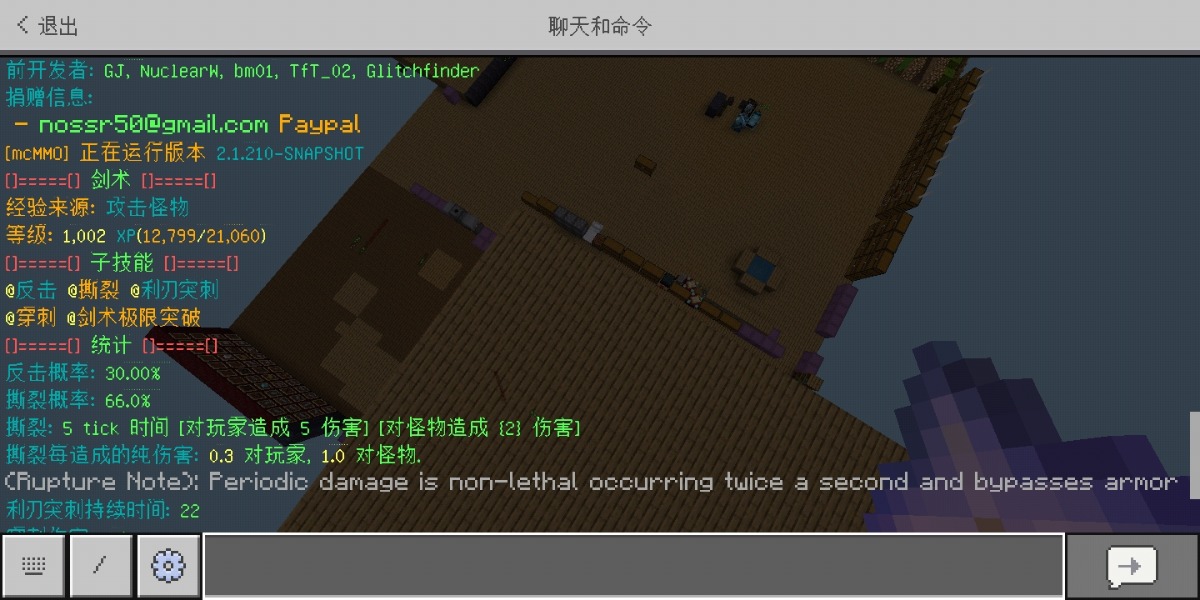 退出
聊天和命令
前开发者: GJ, NuclearW, bm01, TfT_02, Glitchfinder
捐赠信息:
- nossr50@gmail.com Paypal
[mcMMO] 正在运行版本 2.1.210-SNAPSHOT
[]=====[] 剑术 []=====[]
经验来源: 攻击怪物
等级: 1,002 XP(12,799/21,060)
[]=====[] 子技能 []=====[]
@反击 @撕裂 @利刃突刺
@穿刺 @剑术极限突破
[]=====[] 统计 []=====[]
反击概率: 30.00%
撕裂概率: 66.0%
撕裂: 5 tick 时间 [对玩家造成 5 伤害] [对怪物造成 {2} 伤害]
撕裂每造成的纯伤害: 0.3 对玩家, 1.0 对怪物.
(Rupture Note): Periodic damage is non-lethal occurring twice a second and bypasses armor
利刃突刺持续时间: 22